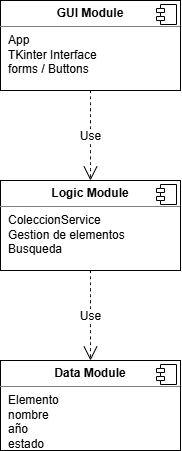 GUI Module
App
TKinter Interface
forms / Buttons
Use
Logic Module
ColeccionService
Gestion de elementos
Busqueda
Use
Data Module
Elemento
nombre
año
estado